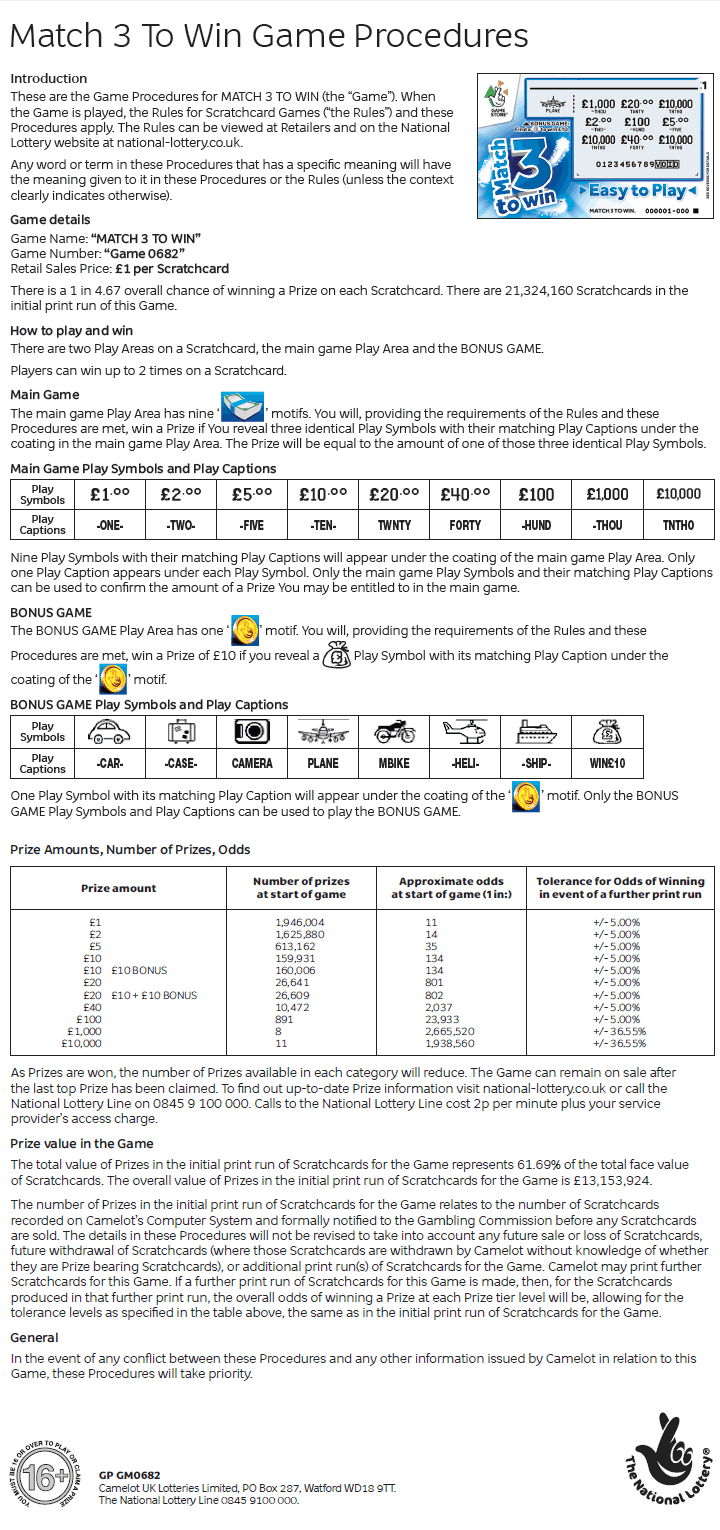 Match 3 To Win Game Procedures
Introduction
These are the Game Procedures for MATCH 3 TO WIN (the “Game”). When
the Game is played, the Rules for Scratchcard Games (“the Rules”) and these
Procedures apply. The Rules can be viewed at Retailers and on the National
Lottery website at national-lottery.co.uk.
Any word or term in these Procedures that has a specific meaning will have
the meaning given to it in these Procedures or the Rules (unless the context
clearly indicates otherwise).
GAME STORE
PLANE
BONUS GAME:
1
£1,000 £20.00 £10,000
-THOU TWNTY TNTHO
£2.00 £100 £5.00
-TWO- -HUND -FIVE
£10,000 £40.00 £10,000
TNTHO FORTY TNTHO
0123456789VOID
Match
3
to win
Easy to Play
MATCH 3 TO WIN. 000001-000
Game details
Game Name: “MATCH 3 TO WIN”
Game Number: “Game 0682”
Retail Sales Price: £1 per Scratchcard
There is a 1 in 4.67 overall chance of winning a Prize on each Scratchcard. There are 21,324,160 Scratchcards in the
initial print run of this Game.
How to play and win
There are two Play Areas on a Scratchcard, the main game Play Area and the BONUS GAME.
Players can win up to 2 times on a Scratchcard.
Main Game
The main game Play Area has nine ‘ ’ motifs. You will, providing the requirements of the Rules and these
Procedures are met, win a Prize if You reveal three identical Play Symbols with their matching Play Captions under the
coating in the main game Play Area. The Prize will be equal to the amount of one of those three identical Play Symbols.
Main Game Play Symbols and Play Captions
Play Symbols £1.00 £2.00 £5.00 £10.00 £20.00 £40.00 £100 £1,000 £10,000
Play Captions -ONE- -TWO- -FIVE -TEN- TWNTY FORTY -HUND -THOU TNTHO
Nine Play Symbols with their matching Play Captions will appear under the coating of the main game Play Area. Only
one Play Caption appears under each Play Symbol. Only the main game Play Symbols and their matching Play Captions
can be used to confirm the amount of a Prize You may be entitled to in the main game.
BONUS GAME
The BONUS GAME Play Area has one ‘ ’ motif. You will, providing the requirements of the Rules and these
Procedures are met, win a Prize of £10 if you reveal a £ Play Symbol with its matching Play Caption under the
coating of the ‘ ’ motif.
BONUS GAME Play Symbols and Play Captions
Play Symbols £
Play Captions -CAR- -CASE- CAMERA PLANE MBIKE -HELI- -SHIP- WIN£10
One Play Symbol with its matching Play Caption will appear under the coating of the ‘ ’ motif. Only the BONUS
GAME Play Symbols and Play Captions can be used to play the BONUS GAME.
Prize Amounts, Number of Prizes, Odds
Prize amount Number of prizes at start of game Approximate odds at start of game (1 in:) Tolerance for Odds of Winning in event of a further print run
£1 1,946,004 11 +/- 5.00%
£2 1,625,880 14 +/- 5.00%
£5 613,162 35 +/- 5.00%
£10 159,931 134 +/- 5.00%
£10 £10 BONUS 160,006 134 +/- 5.00%
£20 26,641 801 +/- 5.00%
£20 £10 + £10 BONUS 26,609 802 +/- 5.00%
£40 10,472 2,037 +/- 5.00%
£100 891 23,933 +/- 5.00%
£1,000 8 2,665,520 +/- 36.55%
£10,000 11 1,938,560 +/- 36.55%
As Prizes are won, the number of Prizes available in each category will reduce. The Game can remain on sale after
the last top Prize has been claimed. To find out up-to-date Prize information visit national-lottery.co.uk or call the
National Lottery Line on 0845 9 100 000. Calls to the National Lottery Line cost 2p per minute plus your service
provider’s access charge.
Prize value in the Game
The total value of Prizes in the initial print run of Scratchcards for the Game represents 61.69% of the total face value
of Scratchcards. The overall value of Prizes in the initial print run of Scratchcards for the Game is £13,153,924.
The number of Prizes in the initial print run of Scratchcards for the Game relates to the number of Scratchcards
recorded on Camelot’s Computer System and formally notified to the Gambling Commission before any Scratchcards
are sold. The details in these Procedures will not be revised to take into account any future sale or loss of Scratchcards,
future withdrawal of Scratchcards (where those Scratchcards are withdrawn by Camelot without knowledge of whether
they are Prize bearing Scratchcards), or additional print run(s) of Scratchcards for the Game. Camelot may print further
Scratchcards for this Game. If a further print run of Scratchcards for this Game is made, then, for the Scratchcards
produced in that further print run, the overall odds of winning a Prize at each Prize tier level will be, allowing for the
tolerance levels as specified in the table above, the same as in the initial print run of Scratchcards for the Game.
General
In the event of any conflict between these Procedures and any other information issued by Camelot in relation to this
Game, these Procedures will take priority.
YOU MUST BE 16 OR OVER TO PLAY OR CLAIM A PRIZE
16+
GP GM0682
Camelot UK Lotteries Limited, PO Box 287, Watford WD18 9TT.
The National Lottery Line 0845 9100 000.
The National Lottery®